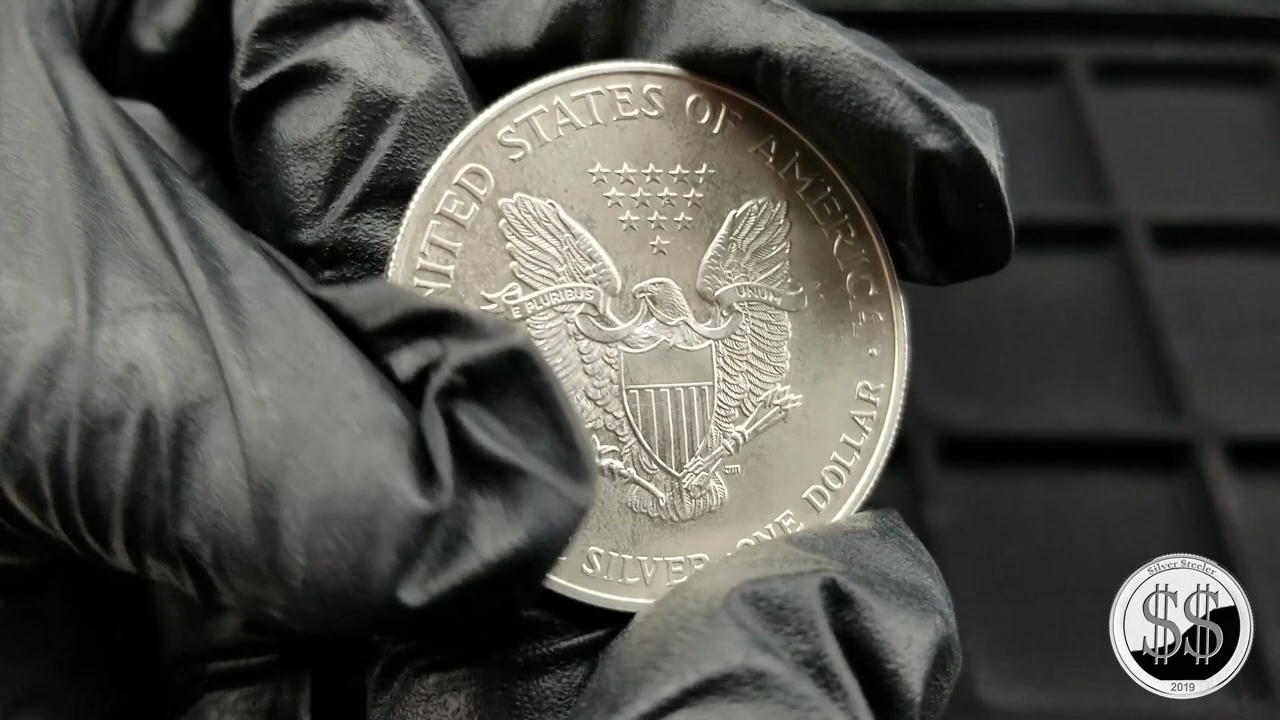 UNITED STATES OF AMERICA · 
E PLURIBUS UNUM
SILVER · ONE DOLLAR
Silver Steeler
$$
2019